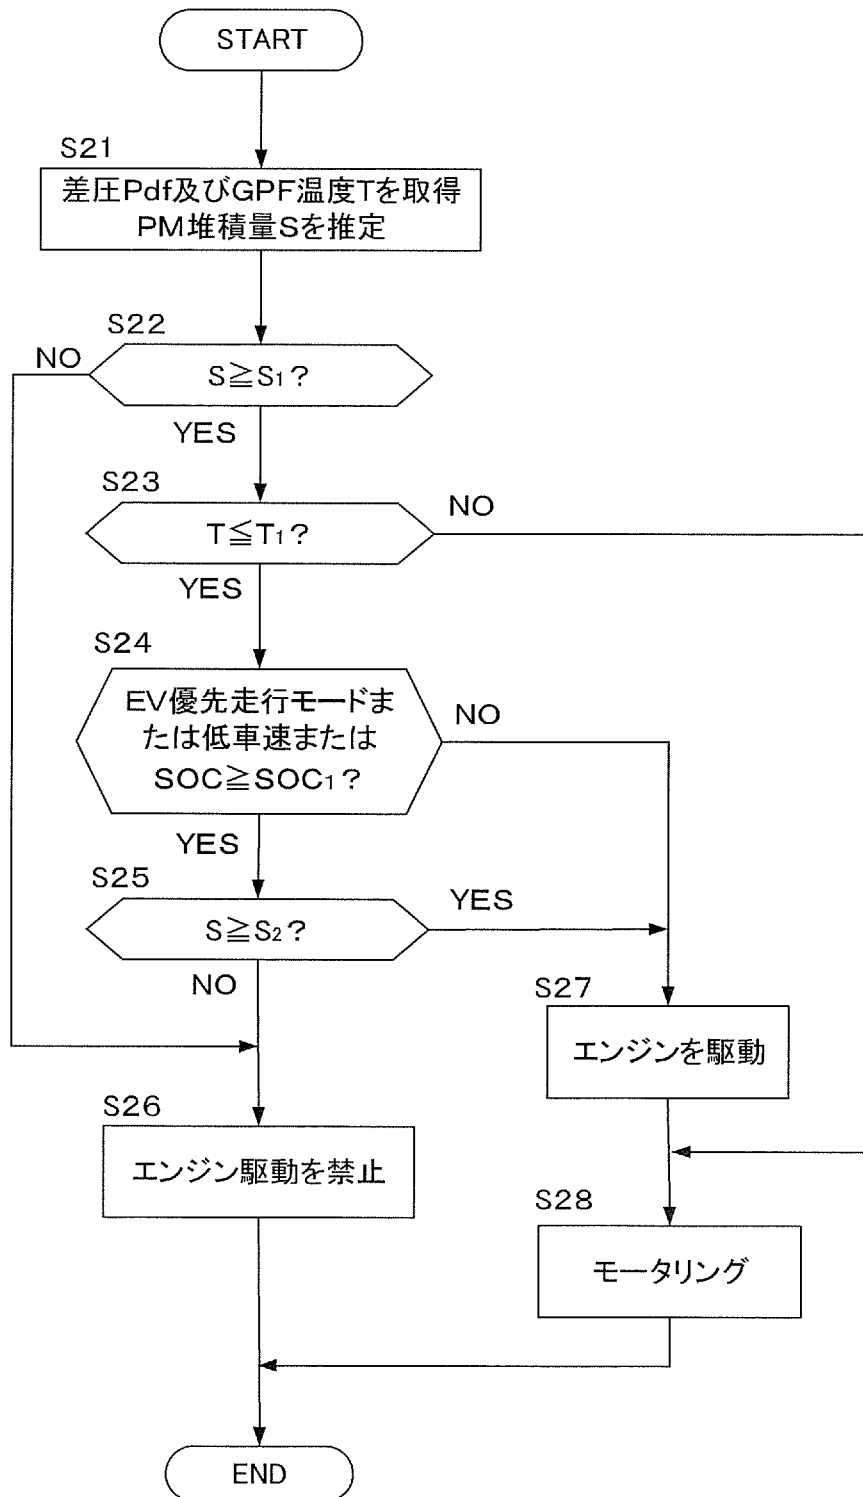 START
S21
差圧Pdf及びGPF温度Tを取得
PM堆積量Sを推定
S22
NO
S≧S1?
YES
S23
NO
T≦T1?
YES
S24
EV優先走行モードま
たは低車速または
SOC≧SOC1?
NO
YES
S25
YES
S≧S2?
NO
S27
エンジンを駆動
S26
エンジン駆動を禁止
S28
モータリング
END